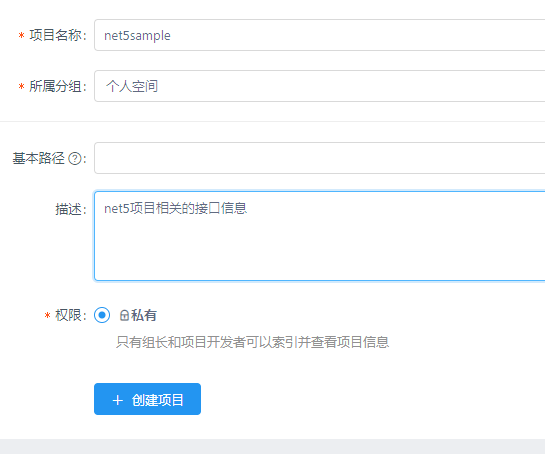 * 项目名称:
net5sample
* 所属分组:
个人空间
基本路径 ? :
描述:
net5项目相关的接口信息
* 权限:
私有
只有组长和项目开发者可以索引并查看项目信息
+ 创建项目